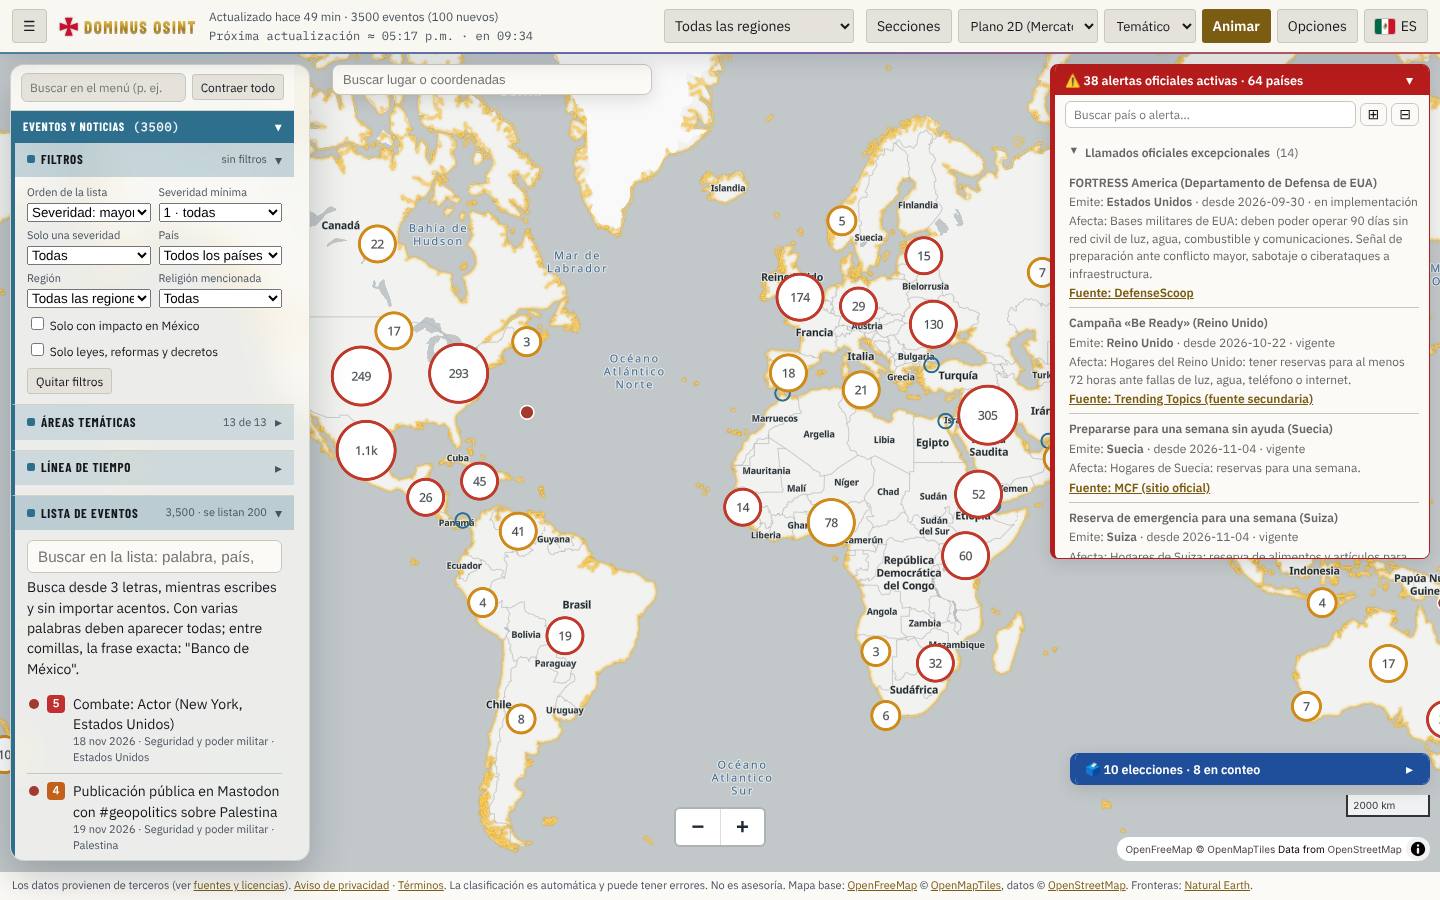 ☰
DOMINUS OSINT
Actualizado hace 49 min · 3500 eventos (100 nuevos)
Próxima actualización ≈ 05:17 p.m. · en 09:34
Todas las regiones
Secciones
Plano 2D (Mercat
Temático
Animar
Opciones
ES
Buscar en el menú (p. ej.
Contraer todo
EVENTOS Y NOTICIAS (3500)
FILTROS
sin filtros
Orden de la lista
Severidad mínima
Severidad: mayor
1 · todas
Solo una severidad
País
Todas
Todos los países
Región
Religión mencionada
Todas las regione
Todas
Solo con impacto en México
Solo leyes, reformas y decretos
Quitar filtros
ÁREAS TEMÁTICAS
13 de 13
LÍNEA DE TIEMPO
LISTA DE EVENTOS
3,500 · se listan 200
Buscar en la lista: palabra, país,
Busca desde 3 letras, mientras escribes
y sin importar acentos. Con varias
palabras deben aparecer todas; entre
comillas, la frase exacta: "Banco de
México".
5
Combate: Actor (New York,
Estados Unidos)
18 nov 2026 · Seguridad y poder militar ·
Estados Unidos
4
Publicación pública en Mastodon
con #geopolitics sobre Palestina
19 nov 2026 · Seguridad y poder militar ·
Palestina
Buscar lugar o coordenadas
Islandia
Finlandia
5
Suecia
Canadá
22
Bahía de
Hudson
Mar de
Labrador
15
7
Bielorrusia
174
29
Austria
130
17
3
Francia
Océano
Atlántico
Norte
Italia
Bulgaria
Grecia
Turquía
249
293
18
21
305
Marruecos
Argelia
Libia
Egipto
Saudita
1.1k
Cuba
45
26
Mauritania
Malí
Níger
Chad
Sudán
52
14
78
Liberia
Sudán
del Sur
Panamá
41
Guyana
Ecuador
República
Democrática
del Congo
60
4
Brasil
Angola
Zambia
Bolivia
19
Paraguay
3
32
Sudáfrica
Chile
8
Uruguay
6
Océano
Atlantico
Sur
Indonesia
4
17
7
10
−
+
⚠️ 38 alertas oficiales activas · 64 países
Buscar país o alerta...
Llamados oficiales excepcionales (14)
FORTRESS America (Departamento de Defensa de EUA)
Emite: Estados Unidos · desde 2026-09-30 · en implementación
Afecta: Bases militares de EUA: deben poder operar 90 días sin
red civil de luz, agua, combustible y comunicaciones. Señal de
preparación ante conflicto mayor, sabotaje o ciberataques a
infraestructura.
Fuente: DefenseScoop
Campaña «Be Ready» (Reino Unido)
Emite: Reino Unido · desde 2026-10-22 · vigente
Afecta: Hogares del Reino Unido: tener reservas para al menos
72 horas ante fallas de luz, agua, teléfono o internet.
Fuente: Trending Topics (fuente secundaria)
Prepararse para una semana sin ayuda (Suecia)
Emite: Suecia · desde 2026-11-04 · vigente
Afecta: Hogares de Suecia: reservas para una semana.
Fuente: MCF (sitio oficial)
Reserva de emergencia para una semana (Suiza)
Emite: Suiza · desde 2026-11-04 · vigente
Afecta: Hogares de Suiza: reserva de alimentos y artículos para
10 elecciones · 8 en conteo
2000 km
OpenFreeMap © OpenMapTiles Data from OpenStreetMap
Los datos provienen de terceros (ver fuentes y licencias). Aviso de privacidad · Términos. La clasificación es automática y puede tener errores. No es asesoría. Mapa base: OpenFreeMap © OpenMapTiles, datos © OpenStreetMap. Fronteras: Natural Earth.